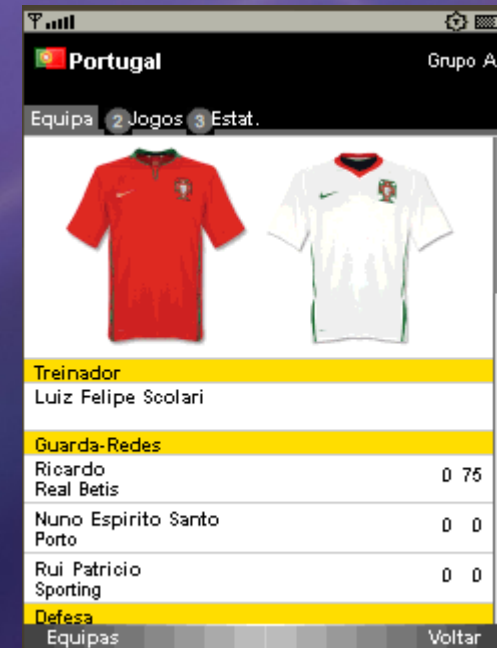 Portugal
Grupo A
Equipa 2 Jogos 3 Estat.
Treinador
Luiz Felipe Scolari
Guarda-Redes
Ricardo
Real Betis
0 75
Nuno Espirito Santo
Porto
0 0
Rui Patricio
Sporting
0 0
Defesa
Equipas
Voltar